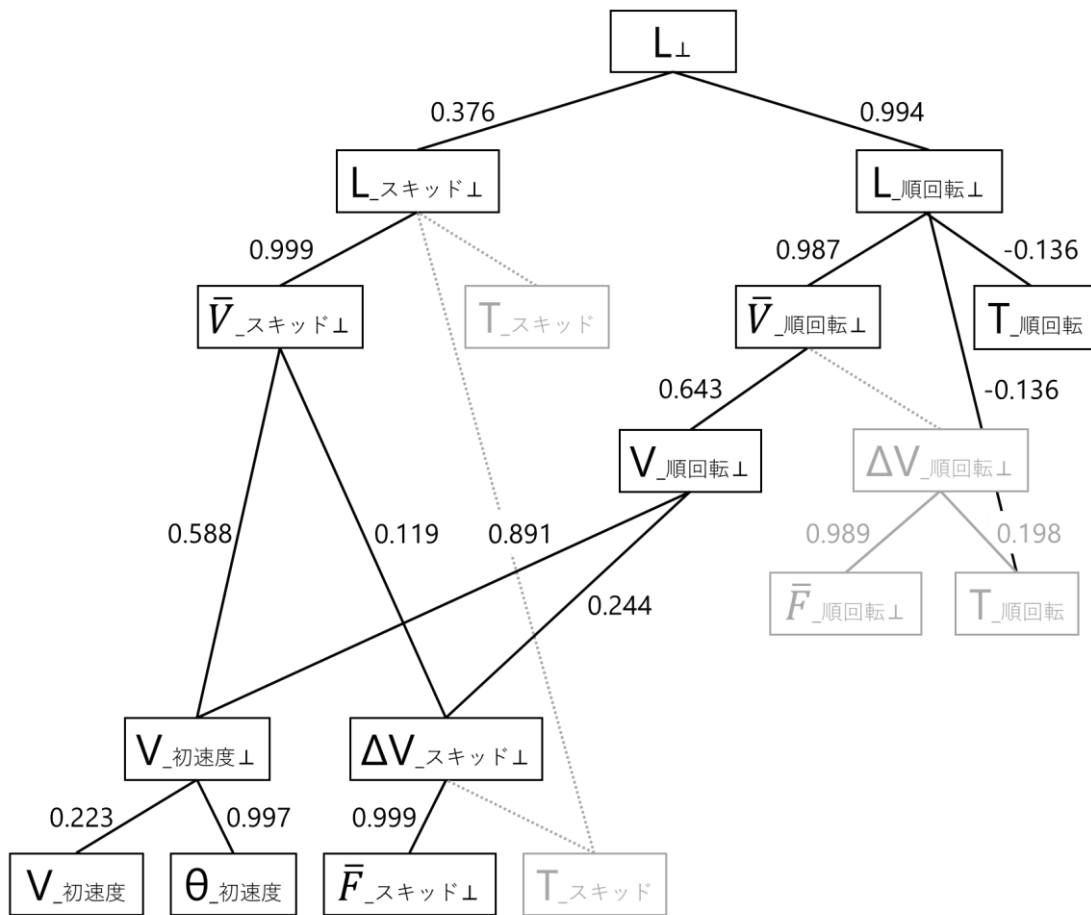 L⊥
0.376
0.994
L_スキッド⊥
L_順回転⊥
0.999
0.987
-0.136
V̄_スキッド⊥
T_スキッド
V̄_順回転⊥
T_順回転
0.643
-0.136
V_順回転⊥
ΔV_順回転⊥
0.588
0.119
0.891
0.989
0.198
F̄_順回転⊥
T_順回転
0.244
V_初速度⊥
ΔV_スキッド⊥
0.223
0.997
0.999
V_初速度
θ_初速度
F̄_スキッド⊥
T_スキッド